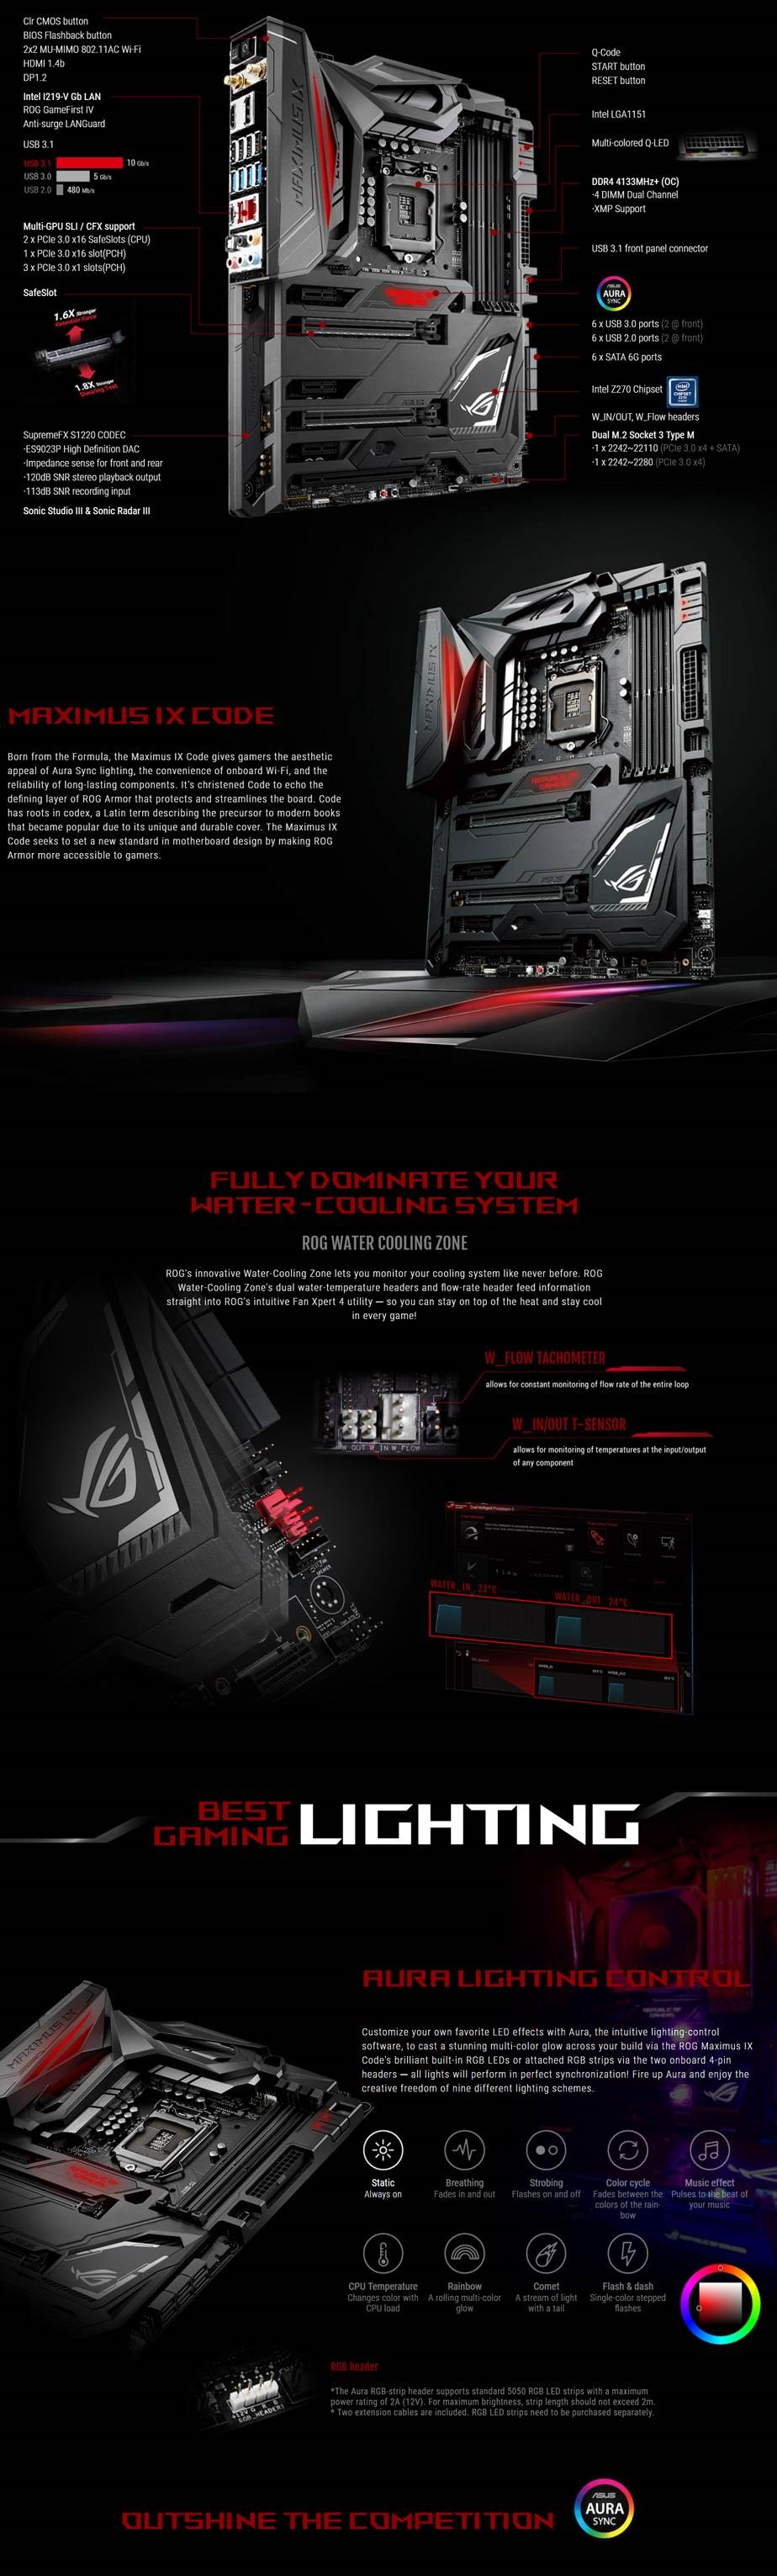 Clr CMOS button
BIOS Flashback button
2x2 MU-MIMO 802.11AC Wi-Fi
HDMI 1.4b
DP1.2
Intel I219-V Gb LAN
ROG GameFirst IV
Anti-surge LANGuard
USB 3.1
USB 3.1 10 Gb/s
USB 3.0 5 Gb/s
USB 2.0 480 Mb/s
Multi-GPU SLI / CFX support
2 x PCIe 3.0 x16 SafeSlots (CPU)
1 x PCIe 3.0 x16 slot(PCH)
3 x PCIe 3.0 x1 slots(PCH)
SafeSlot
1.6X Stronger
Retention Force
1.8X Stronger
Shearing Test
SupremeFX S1220 CODEC
-ES9023P High Definition DAC
-Impedance sense for front and rear
-120dB SNR stereo playback output
-113dB SNR recording input
Sonic Studio III & Sonic Radar III
MAXIMUS IX
Q-Code
START button
RESET button
Intel LGA1151
Multi-colored Q-LED
DDR4 4133MHz+ (OC)
-4 DIMM Dual Channel
-XMP Support
USB 3.1 front panel connector
ASUS
AURA
SYNC
6 x USB 3.0 ports (2 @ front)
6 x USB 2.0 ports (2 @ front)
6 x SATA 6G ports
Intel Z270 Chipset
W_IN/OUT, W_Flow headers
Dual M.2 Socket 3 Type M
-1 x 2242~22110 (PCIe 3.0 x4 + SATA)
-1 x 2242~2280 (PCIe 3.0 x4)
MAXIMUS IX
MAXIMUS IX CODE
Born from the Formula, the Maximus IX Code gives gamers the aesthetic
appeal of Aura Sync lighting, the convenience of onboard Wi-Fi, and the
reliability of long-lasting components. It's christened Code to echo the
defining layer of ROG Armor that protects and streamlines the board. Code
has roots in codex, a Latin term describing the precursor to modern books
that became popular due to its unique and durable cover. The Maximus IX
Code seeks to set a new standard in motherboard design by making ROG
Armor more accessible to gamers.
FULLY DOMINATE YOUR
WATER-COOLING SYSTEM
ROG WATER COOLING ZONE
ROG's innovative Water-Cooling Zone lets you monitor your cooling system like never before. ROG
Water-Cooling Zone's dual water-temperature headers and flow-rate header feed information
straight into ROG's intuitive Fan Xpert 4 utility — so you can stay on top of the heat and stay cool
in every game!
W_FLOW TACHOMETER
allows for constant monitoring of flow rate of the entire loop
W_OUT W_IN W_FLOW
W_IN/OUT T-SENSOR
allows for monitoring of temperatures at the input/output
of any component
WATER_IN 23°C
WATER_OUT 24°C
BEST
GAMING
LIGHTING
MAXIMUS IX
AURA LIGHTING CONTROL
Customize your own favorite LED effects with Aura, the intuitive lighting-control
software, to cast a stunning multi-color glow across your build via the ROG Maximus IX
Code's brilliant built-in RGB LEDs or attached RGB strips via the two onboard 4-pin
headers — all lights will perform in perfect synchronization! Fire up Aura and enjoy the
creative freedom of nine different lighting schemes.
Static
Always on
Breathing
Fades in and out
Strobing
Flashes on and off
Color cycle
Fades between the
colors of the rain-
bow
Music effect
Pulses to the beat of
your music
CPU Temperature
Changes color with
CPU load
Rainbow
A rolling multi-color
glow
Comet
A stream of light
with a tail
Flash & dash
Single-color stepped
flashes
RGB header
*The Aura RGB-strip header supports standard 5050 RGB LED strips with a maximum
power rating of 2A (12V). For maximum brightness, strip length should not exceed 2m.
* Two extension cables are included. RGB LED strips need to be purchased separately.
+12V G R B
RGB_HEADER1
OUTSHINE THE COMPETITION
ASUS
AURA
SYNC